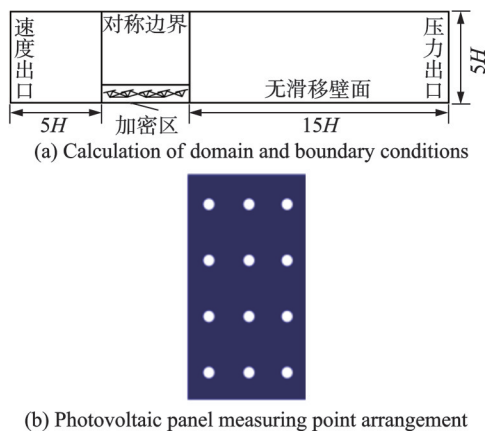 速度出口
对称边界
压力出口
无滑移壁面
5H
5H
加密区
15H
(a) Calculation of domain and boundary conditions
(b) Photovoltaic panel measuring point arrangement